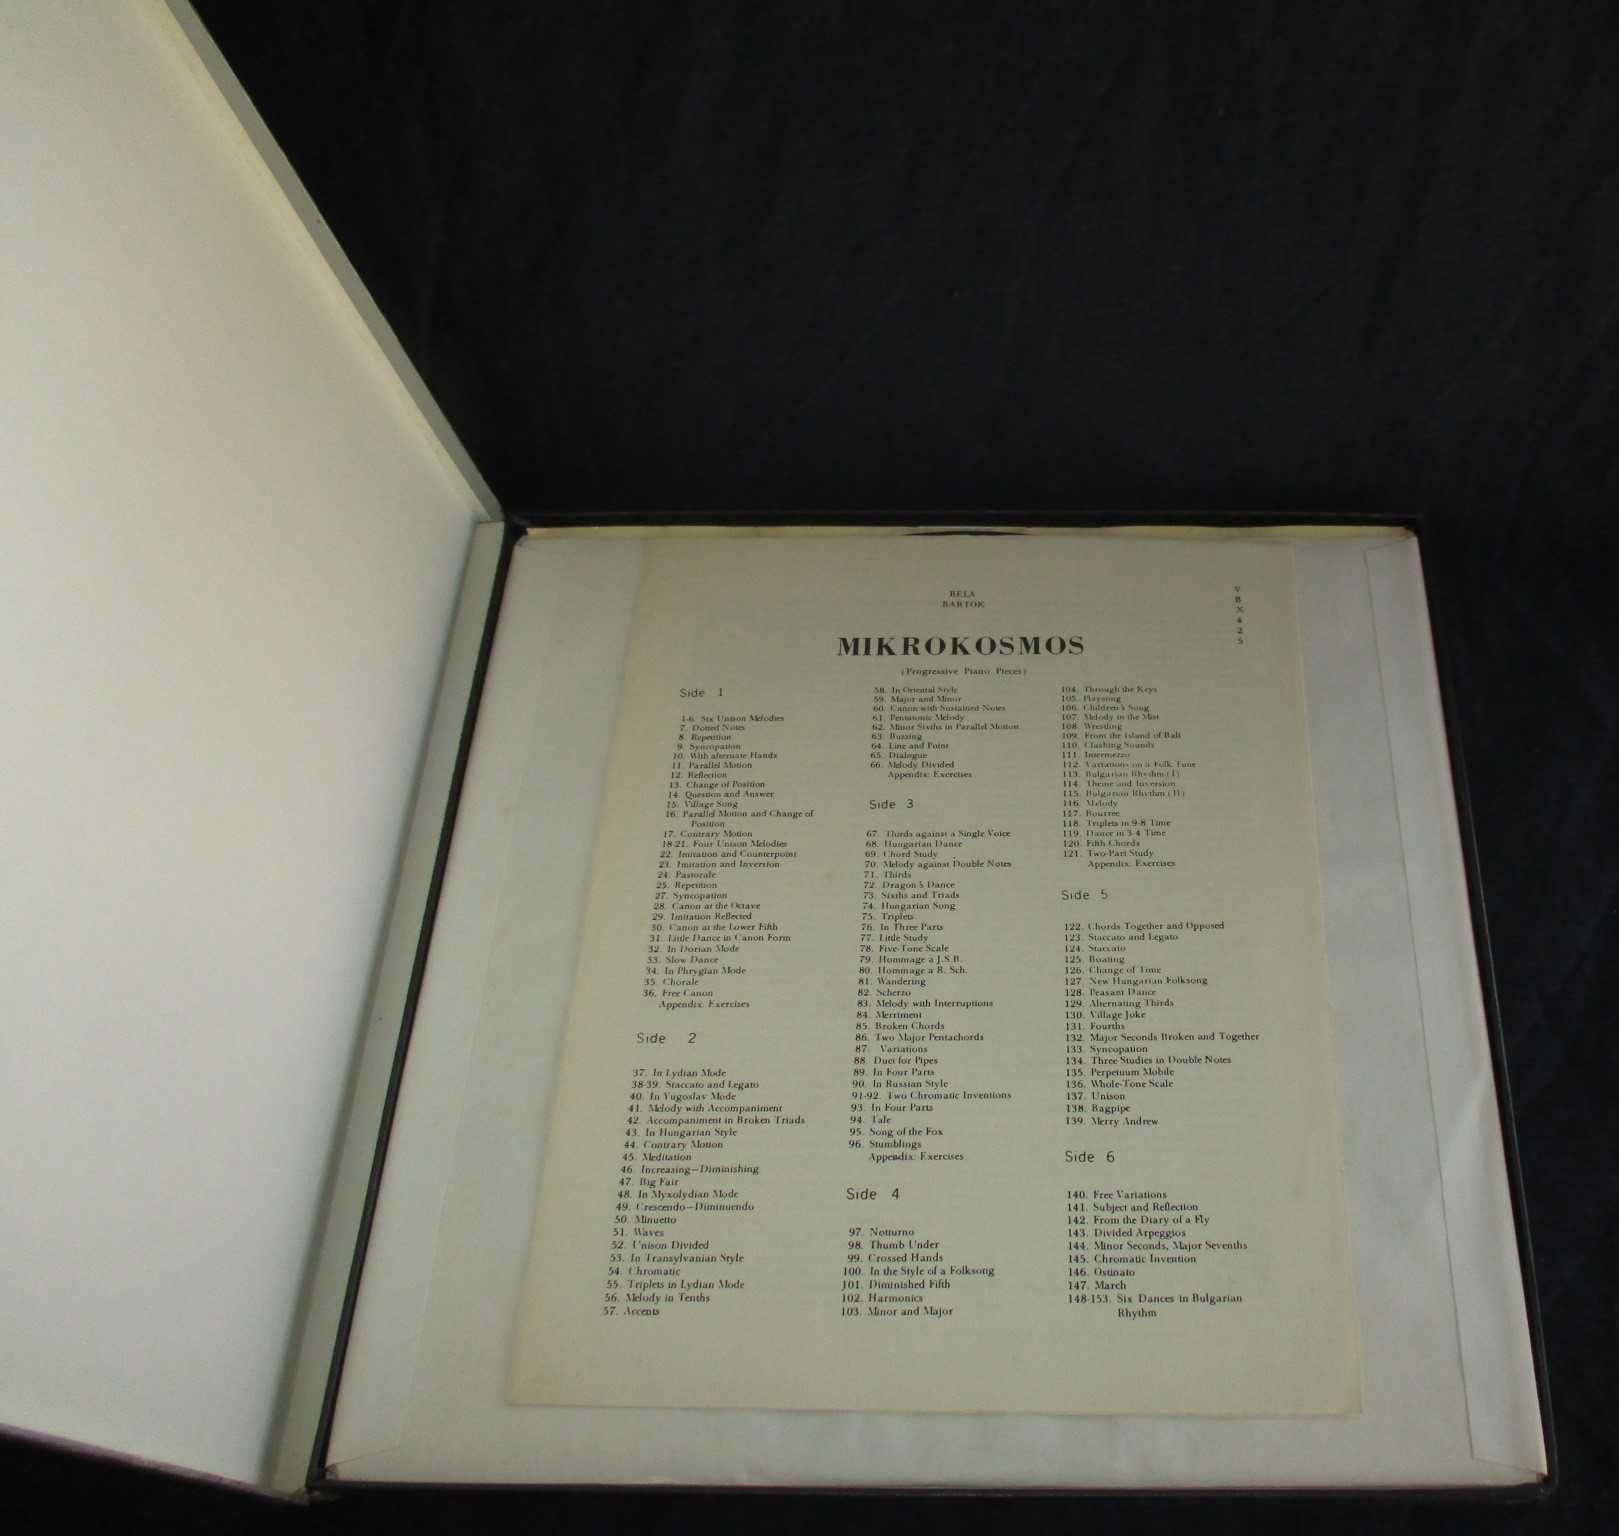 BELA
BARTOK
V
B
X
4
2
5
MIKROKOSMOS
(Progressive Piano Pieces)
Side 1
1-6. Six Unison Melodies
7. Dotted Notes
8. Repetition
9. Syncopation
10. With alternate Hands
11. Parallel Motion
12. Reflection
13. Change of Position
14. Question and Answer
15. Village Song
16. Parallel Motion and Change of
Position
17. Contrary Motion
18-21. Four Unison Melodies
22. Imitation and Counterpoint
23. Imitation and Inversion
24. Pastorale
25. Repetition
27. Syncopation
28. Canon at the Octave
29. Imitation Reflected
30. Canon at the Lower Fifth
31. Little Dance in Canon Form
32. In Dorian Mode
33. Slow Dance
34. In Phrygian Mode
35. Chorale
36. Free Canon
Appendix: Exercises
Side 2
37. In Lydian Mode
38-39. Staccato and Legato
40. In Yugoslav Mode
41. Melody with Accompaniment
42. Accompaniment in Broken Triads
43. In Hungarian Style
44. Contrary Motion
45. Meditation
46. Increasing—Diminishing
47. Big Fair
48. In Myxolydian Mode
49. Crescendo—Diminuendo
50. Minuetto
51. Waves
52. Unison Divided
53. In Transylvanian Style
54. Chromatic
55. Triplets in Lydian Mode
56. Melody in Tenths
57. Accents
58. In Oriental Style
59. Major and Minor
60. Canon with Sustained Notes
61. Pentatonic Melody
62. Minor Sixths in Parallel Motion
63. Buzzing
64. Line and Point
65. Dialogue
66. Melody Divided
Appendix: Exercises
Side 3
67. Thirds against a Single Voice
68. Hungarian Dance
69. Chord Study
70. Melody against Double Notes
71. Thirds
72. Dragon's Dance
73. Sixths and Triads
74. Hungarian Song
75. Triplets
76. In Three Parts
77. Little Study
78. Five-Tone Scale
79. Hommage a J.S.B.
80. Hommage a R. Sch.
81. Wandering
82. Scherzo
83. Melody with Interruptions
84. Merriment
85. Broken Chords
86. Two Major Pentachords
87. Variations
88. Duet for Pipes
89. In Four Parts
90. In Russian Style
91-92. Two Chromatic Inventions
93. In Four Parts
94. Tale
95. Song of the Fox
96. Stumblings
Appendix: Exercises
Side 4
97. Notturno
98. Thumb Under
99. Crossed Hands
100. In the Style of a Folksong
101. Diminished Fifth
102. Harmonics
103. Minor and Major
104. Through the Keys
105. Playsong
106. Children's Song
107. Melody in the Mist
108. Wrestling
109. From the Island of Bali
110. Clashing Sounds
111. Intermezzo
112. Variations on a Folk Tune
113. Bulgarian Rhythm (I)
114. Theme and Inversion
115. Bulgarian Rhythm (II)
116. Melody
117. Bourree
118. Triplets in 9-8 Time
119. Dance in 3-4 Time
120. Fifth Chords
121. Two-Part Study
Appendix: Exercises
Side 5
122. Chords Together and Opposed
123. Staccato and Legato
124. Staccato
125. Boating
126. Change of Time
127. New Hungarian Folksong
128. Peasant Dance
129. Alternating Thirds
130. Village Joke
131. Fourths
132. Major Seconds Broken and Together
133. Syncopation
134. Three Studies in Double Notes
135. Perpetuum Mobile
136. Whole-Tone Scale
137. Unison
138. Bagpipe
139. Merry Andrew
Side 6
140. Free Variations
141. Subject and Reflection
142. From the Diary of a Fly
143. Divided Arpeggios
144. Minor Seconds, Major Sevenths
145. Chromatic Invention
146. Ostinato
147. March
148-153. Six Dances in Bulgarian
Rhythm